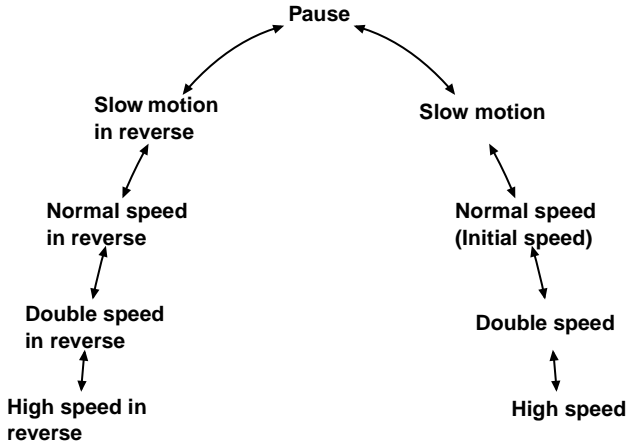 Pause
Slow motion
in reverse
Slow motion
Normal speed
in reverse
Normal speed
(Initial speed)
Double speed
in reverse
Double speed
High speed in
reverse
High speed